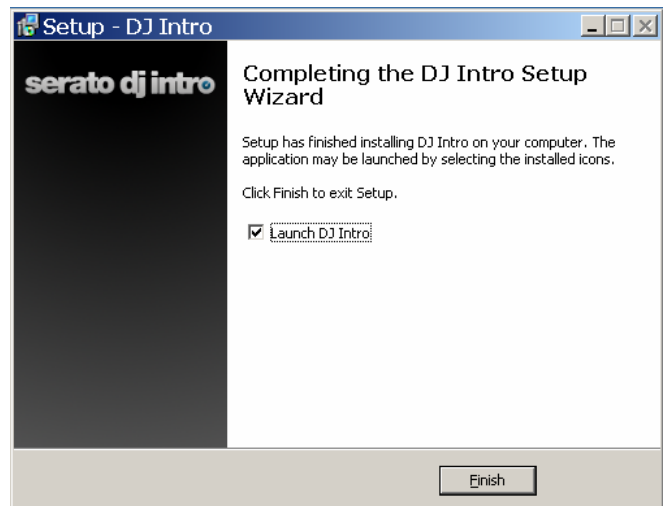 Setup - DJ Intro
serato dj intro
Completing the DJ Intro Setup
Wizard
Setup has finished installing DJ Intro on your computer. The
application may be launched by selecting the installed icons.
Click Finish to exit Setup.
Launch DJ Intro
Finish